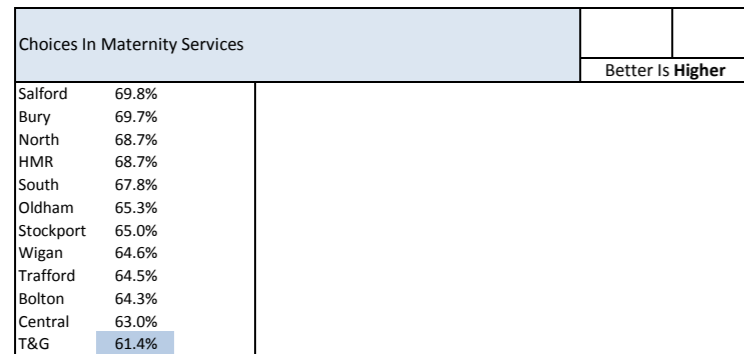 Choices In Maternity Services
Better Is Higher
Salford 69.8%
Bury 69.7%
North 68.7%
HMR 68.7%
South 67.8%
Oldham 65.3%
Stockport 65.0%
Wigan 64.6%
Trafford 64.5%
Bolton 64.3%
Central 63.0%
T&G 61.4%